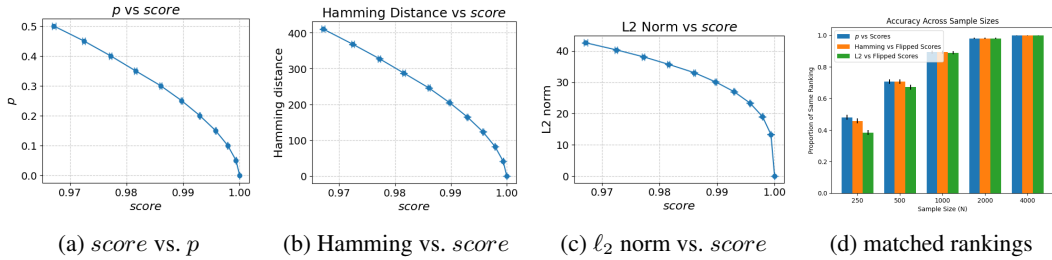 p vs score
0.5
0.4
0.3
0.2
0.1
0.0
p
0.97
0.98
0.99
1.00
score
(a) score vs. p
Hamming Distance vs score
400
300
200
100
0
Hamming distance
0.97
0.98
0.99
1.00
score
(b) Hamming vs. score
L2 Norm vs score
40
30
20
10
0
L2 norm
0.97
0.98
0.99
1.00
score
(c) ℓ₂ norm vs. score
Accuracy Across Sample Sizes
p vs Scores
Hamming vs Flipped Scores
L2 vs Flipped Scores
1.0
0.8
0.6
0.4
0.2
0.0
Proportion of Same Ranking
250
500
1000
2000
4000
Sample Size (N)
(d) matched rankings